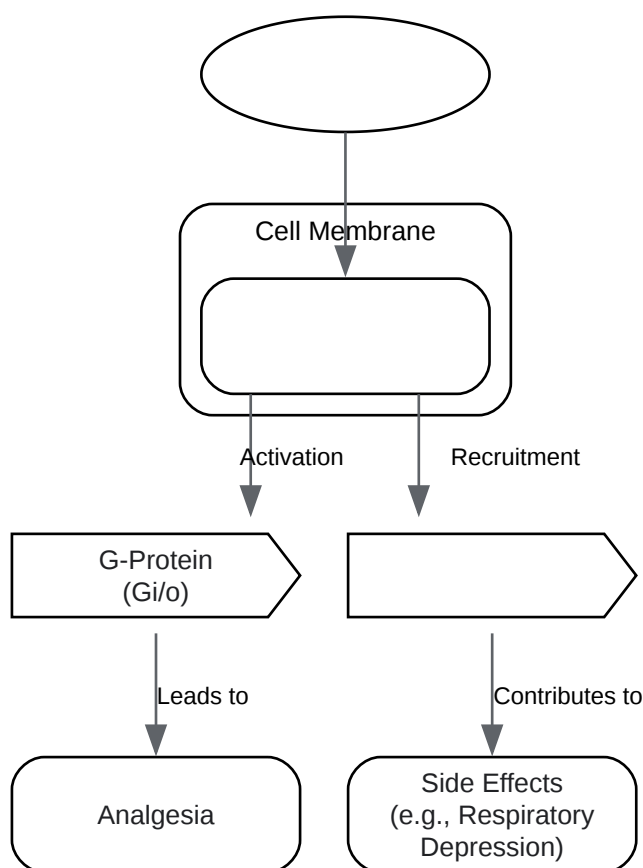 Cell Membrane
Activation
Recruitment
G-Protein
(Gi/o)
Leads to
Contributes to
Analgesia
Side Effects
(e.g., Respiratory
Depression)